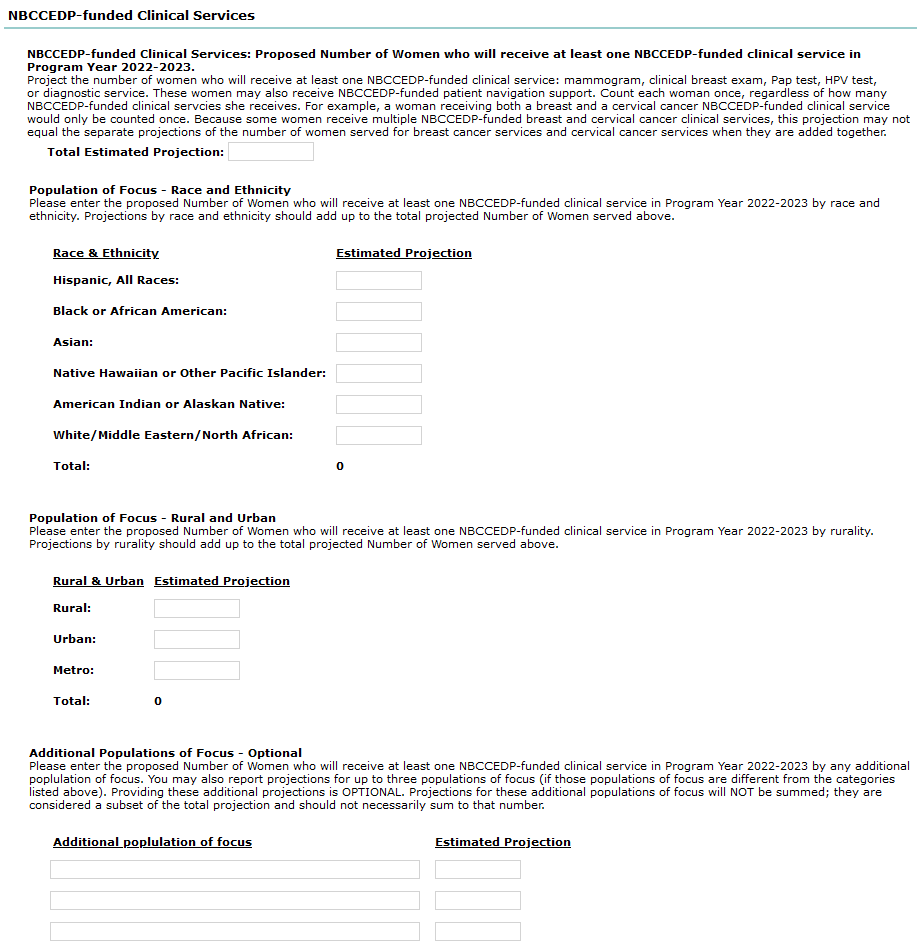 NBCCEDP-funded Clinical Services
NBCCEDP-funded Clinical Services: Proposed Number of Women who will receive at least one NBCCEDP-funded clinical service in
Program Year 2022-2023.
Project the number of women who will receive at least one NBCCEDP-funded clinical service: mammogram, clinical breast exam, Pap test, HPV test,
or diagnostic service. These women may also receive NBCCEDP-funded patient navigation support. Count each woman once, regardless of how many
NBCCEDP-funded clinical servcies she receives. For example, a woman receiving both a breast and a cervical cancer NBCCEDP-funded clinical service
would only be counted once. Because some women receive multiple NBCCEDP-funded breast and cervical cancer clinical services, this projection may not
equal the separate projections of the number of women served for breast cancer services and cervical cancer services when they are added together.
Total Estimated Projection:
Population of Focus - Race and Ethnicity
Please enter the proposed Number of Women who will receive at least one NBCCEDP-funded clinical service in Program Year 2022-2023 by race and
ethnicity. Projections by race and ethnicity should add up to the total projected Number of Women served above.
Race & Ethnicity Estimated Projection
Hispanic, All Races:
Black or African American:
Asian:
Native Hawaiian or Other Pacific Islander:
American Indian or Alaskan Native:
White/Middle Eastern/North African:
Total: 0
Population of Focus - Rural and Urban
Please enter the proposed Number of Women who will receive at least one NBCCEDP-funded clinical service in Program Year 2022-2023 by rurality.
Projections by rurality should add up to the total projected Number of Women served above.
Rural & Urban Estimated Projection
Rural:
Urban:
Metro:
Total: 0
Additional Populations of Focus - Optional
Please enter the proposed Number of Women who will receive at least one NBCCEDP-funded clinical service in Program Year 2022-2023 by any additional
poplulation of focus. You may also report projections for up to three populations of focus (if those populations of focus are different from the categories
listed above). Providing these additional projections is OPTIONAL. Projections for these additional populations of focus will NOT be summed; they are
considered a subset of the total projection and should not necessarily sum to that number.
Additional poplulation of focus Estimated Projection